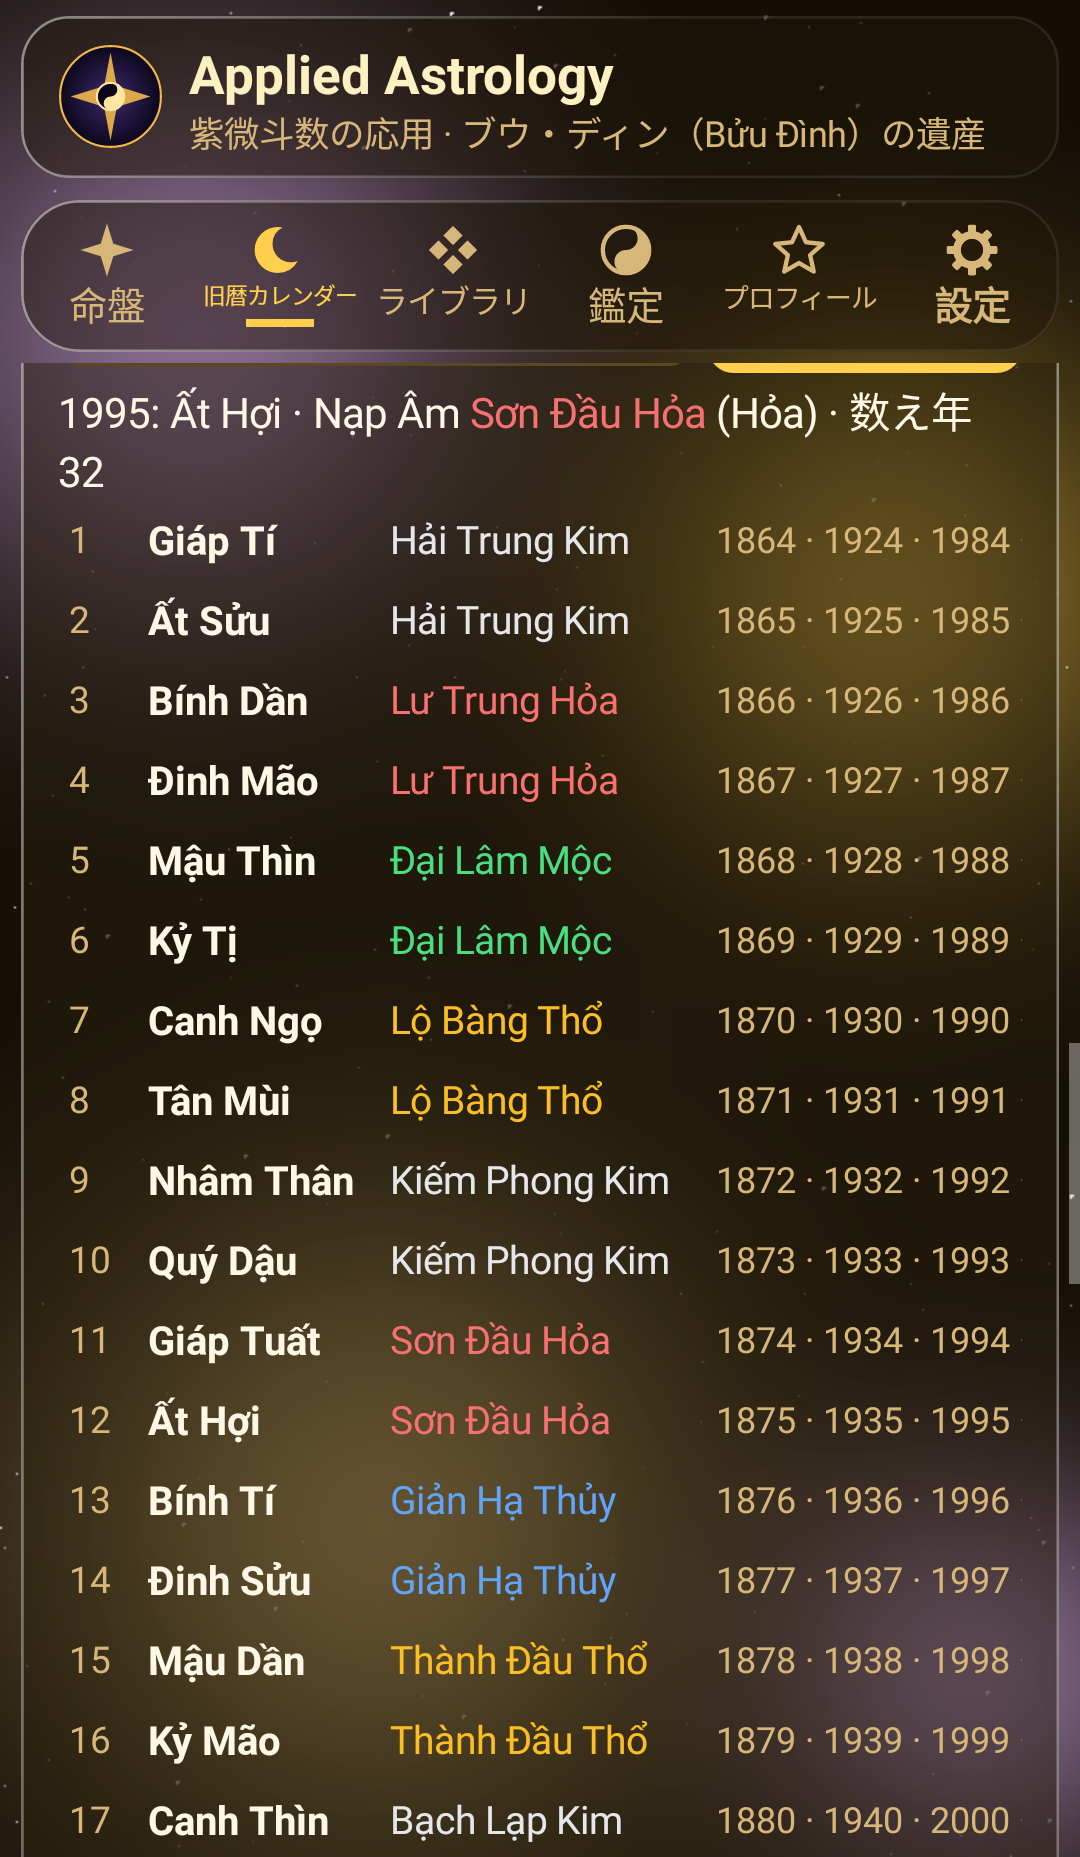 Applied Astrology
紫微斗数の応用 · ブウ・ディン（Bửu Đình）の遺産
命盤
旧暦カレンダー
ライブラリ
鑑定
プロフィール
設定
1995: Ất Hợi · Nạp Âm Sơn Đầu Hỏa (Hỏa) · 数え年
32
1 Giáp Tí Hải Trung Kim 1864 · 1924 · 1984 ·
2 Ất Sửu Hải Trung Kim 1865 · 1925 · 1985 ·
3 Bính Dần Lư Trung Hỏa 1866 · 1926 · 1986 ·
4 Đinh Mão Lư Trung Hỏa 1867 · 1927 · 1987 ·
5 Mậu Thìn Đại Lâm Mộc 1868 · 1928 · 1988 ·
6 Kỷ Tị Đại Lâm Mộc 1869 · 1929 · 1989 ·
7 Canh Ngọ Lộ Bàng Thổ 1870 · 1930 · 1990 ·
8 Tân Mùi Lộ Bàng Thổ 1871 · 1931 · 1991 ·
9 Nhâm Thân Kiếm Phong Kim 1872 · 1932 · 1992 ·
10 Quý Dậu Kiếm Phong Kim 1873 · 1933 · 1993 ·
11 Giáp Tuất Sơn Đầu Hỏa 1874 · 1934 · 1994 ·
12 Ất Hợi Sơn Đầu Hỏa 1875 · 1935 · 1995 ·
13 Bính Tí Giản Hạ Thủy 1876 · 1936 · 1996 ·
14 Đinh Sửu Giản Hạ Thủy 1877 · 1937 · 1997 ·
15 Mậu Dần Thành Đầu Thổ 1878 · 1938 · 1998 ·
16 Kỷ Mão Thành Đầu Thổ 1879 · 1939 · 1999 ·
17 Canh Thìn Bạch Lạp Kim 1880 · 1940 · 2000 ·